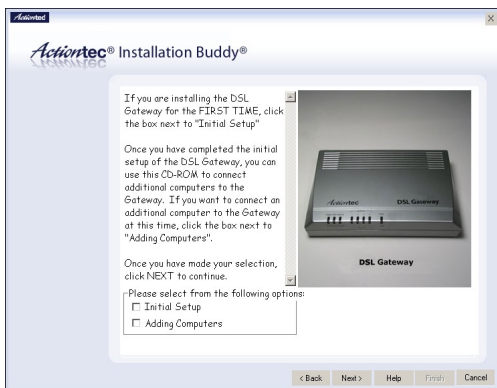 Actiontec
Actiontec® Installation Buddy®
If you are installing the DSL
Gateway for the FIRST TIME, click
the box next to "Initial Setup"
Once you have completed the initial
setup of the DSL Gateway, you can
use this CD-ROM to connect
additional computers to the
Gateway. If you want to connect an
additional computer to the Gateway
at this time, click the box next to
"Adding Computers".
Once you have made your selection,
click NEXT to continue.
Actiontec DSL Gateway
DSL Gateway
Please select from the following options:
Initial Setup
Adding Computers
< Back Next > Help Finish Cancel